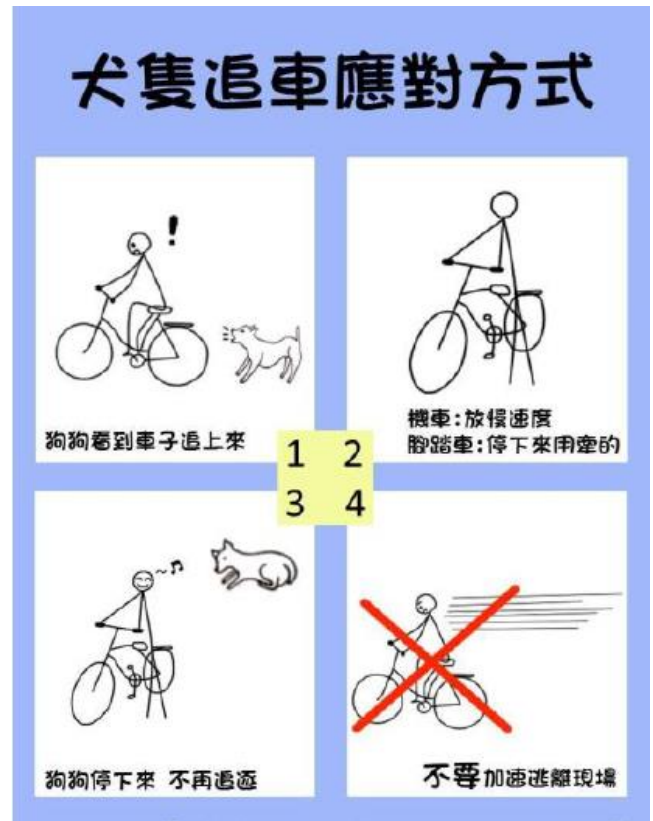 犬隻追車應對方式
!
狗狗看到車子追上來
機車:放慢速度
腳踏車:停下來用牽的
1 2
3 4
狗狗停下來 不再追逐
不要加速逃離現場